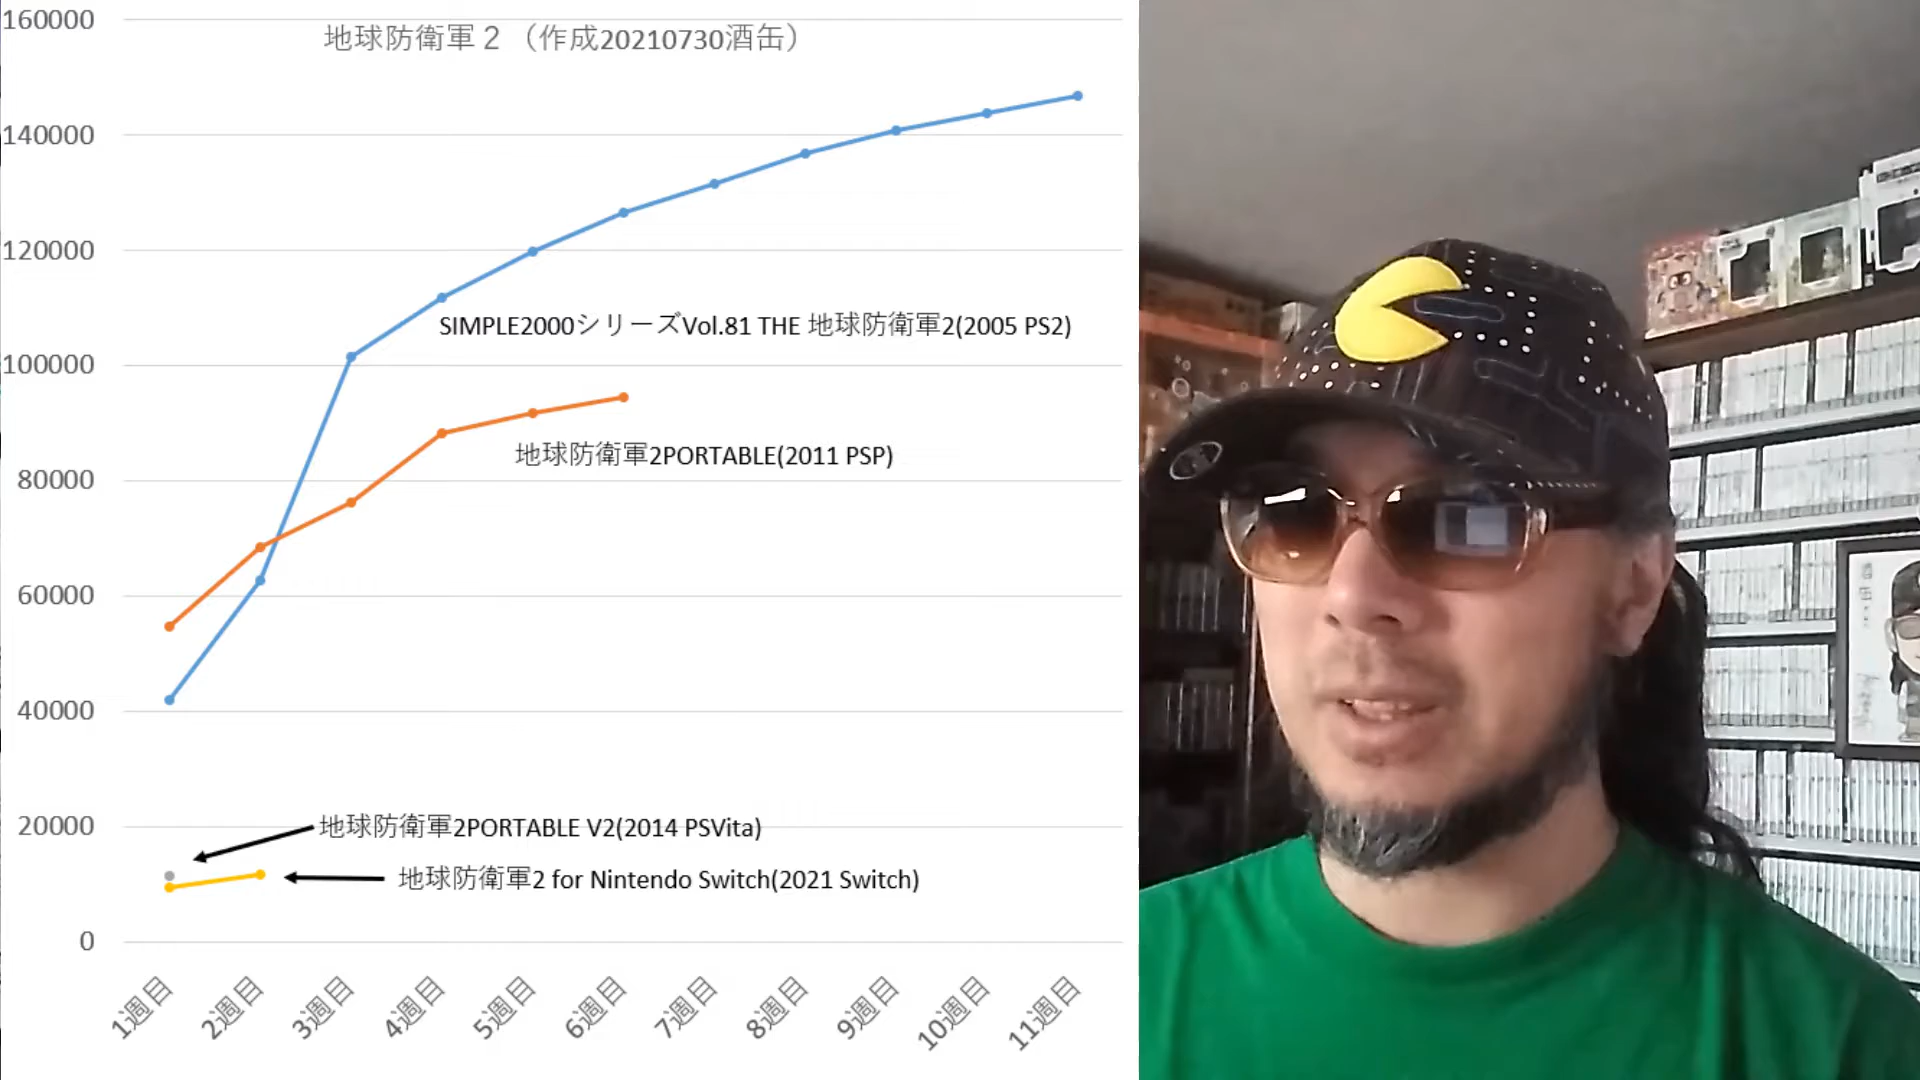 160000
地球防衛軍２（作成20210730酒缶）
140000
120000
SIMPLE2000シリーズVol.81 THE 地球防衛軍2(2005 PS2)
100000
地球防衛軍2PORTABLE(2011 PSP)
80000
60000
40000
20000
地球防衛軍2PORTABLE V2(2014 PSVita)
地球防衛軍2 for Nintendo Switch(2021 Switch)
0
1週目 2週目 3週目 4週目 5週目 6週目 7週目 8週目 9週目 10週目 11週目